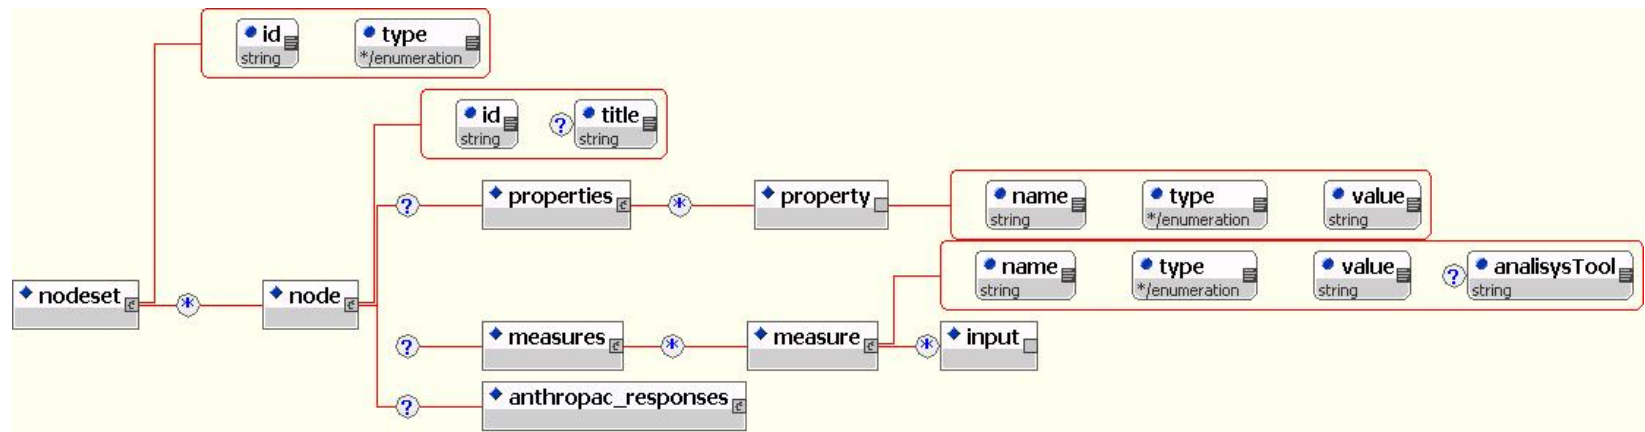 id type
string */enumeration
id ? title
string string
? properties * property name type value
string */enumeration string
nodeset * node name type value ? analisysTool
string */enumeration string string
? measures * measure * input
? anthropac_responses